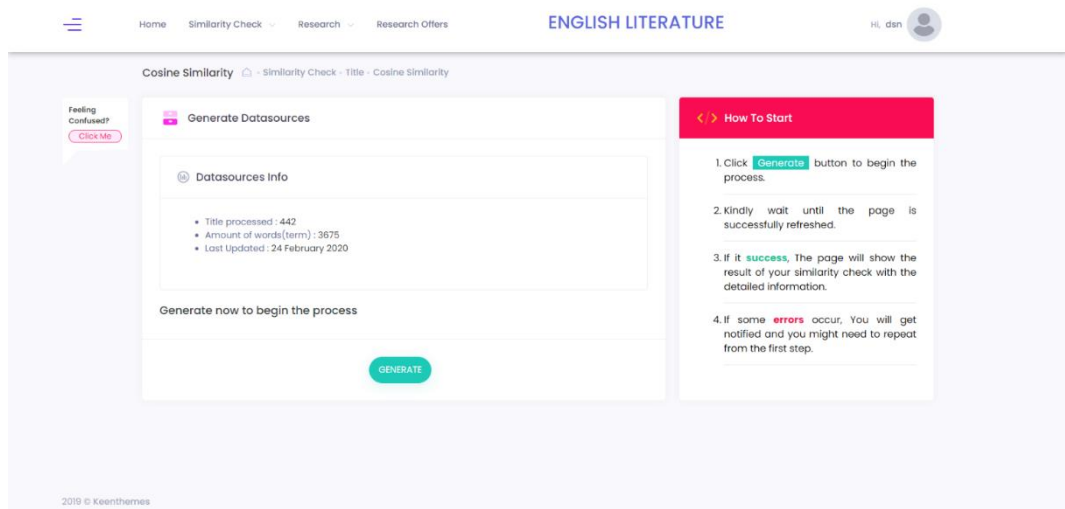 Home Similarity Check Research Research Offers ENGLISH LITERATURE Hi, dsn
Cosine Similarity - Similarity Check - Title - Cosine Similarity
Feeling
Confused?
Click Me
Generate Datasources
Datasources Info
Title processed : 442
Amount of words(term) : 3675
Last Updated : 24 February 2020
Generate now to begin the process
GENERATE
</> How To Start
1. Click Generate button to begin the
process.
2. Kindly wait until the page is
successfully refreshed.
3. If it success, The page will show the
result of your similarity check with the
detailed information.
4. If some errors occur, You will get
notified and you might need to repeat
from the first step.
2019 © Keenthemes